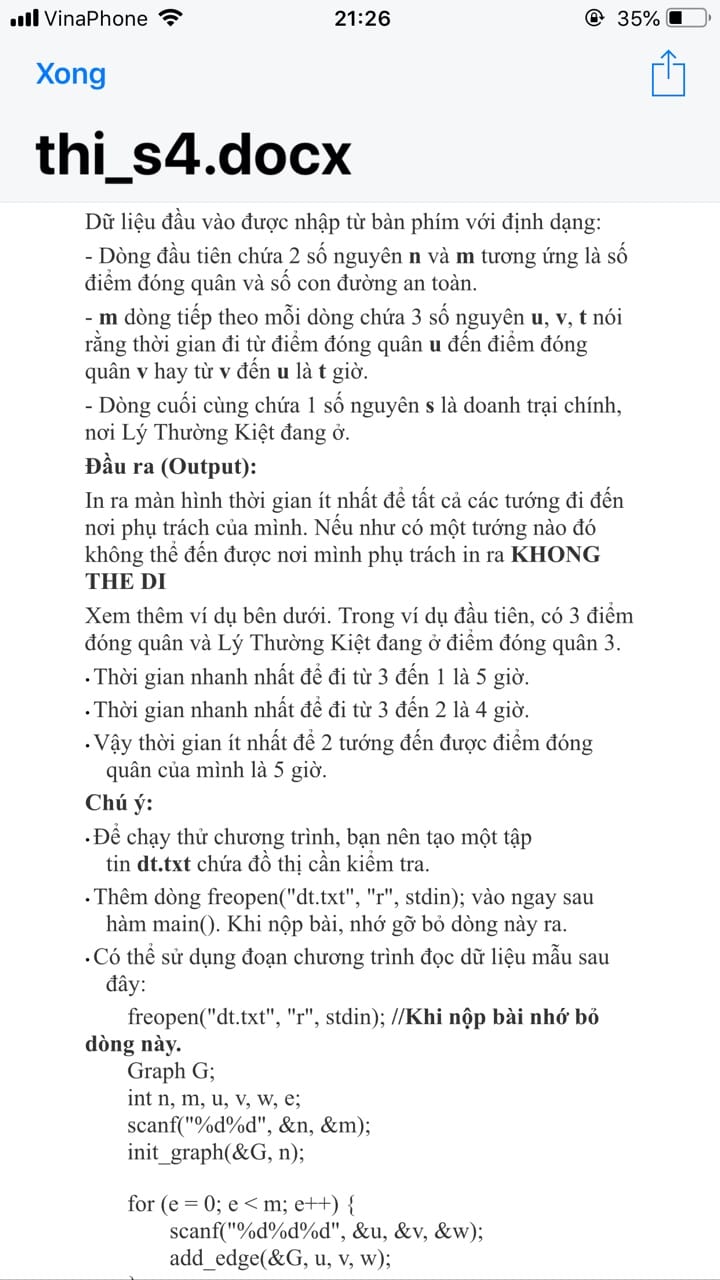 VinaPhone 21:26 35%
Xong
thi_s4.docx
Dữ liệu đầu vào được nhập từ bàn phím với định dạng:
- Dòng đầu tiên chứa 2 số nguyên n và m tương ứng là số
điểm đóng quân và số con đường an toàn.
- m dòng tiếp theo mỗi dòng chứa 3 số nguyên u, v, t nói
rằng thời gian đi từ điểm đóng quân u đến điểm đóng
quân v hay từ v đến u là t giờ.
- Dòng cuối cùng chứa 1 số nguyên s là doanh trại chính,
nơi Lý Thường Kiệt đang ở.
Đầu ra (Output):
In ra màn hình thời gian ít nhất để tất cả các tướng đi đến
nơi phụ trách của mình. Nếu như có một tướng nào đó
không thể đến được nơi mình phụ trách in ra KHONG
THE DI
Xem thêm ví dụ bên dưới. Trong ví dụ đầu tiên, có 3 điểm
đóng quân và Lý Thường Kiệt đang ở điểm đóng quân 3.
· Thời gian nhanh nhất để đi từ 3 đến 1 là 5 giờ.
· Thời gian nhanh nhất để đi từ 3 đến 2 là 4 giờ.
· Vậy thời gian ít nhất để 2 tướng đến được điểm đóng
quân của mình là 5 giờ.
Chú ý:
· Để chạy thử chương trình, bạn nên tạo một tập
tin dt.txt chứa đồ thị cần kiểm tra.
· Thêm dòng freopen("dt.txt", "r", stdin); vào ngay sau
hàm main(). Khi nộp bài, nhớ gỡ bỏ dòng này ra.
· Có thể sử dụng đoạn chương trình đọc dữ liệu mẫu sau
đây:
freopen("dt.txt", "r", stdin); //Khi nộp bài nhớ bỏ
dòng này.
Graph G;
int n, m, u, v, w, e;
scanf("%d%d", &n, &m);
init_graph(&G, n);
for (e = 0; e < m; e++) {
scanf("%d%d%d", &u, &v, &w);
add_edge(&G, u, v, w);